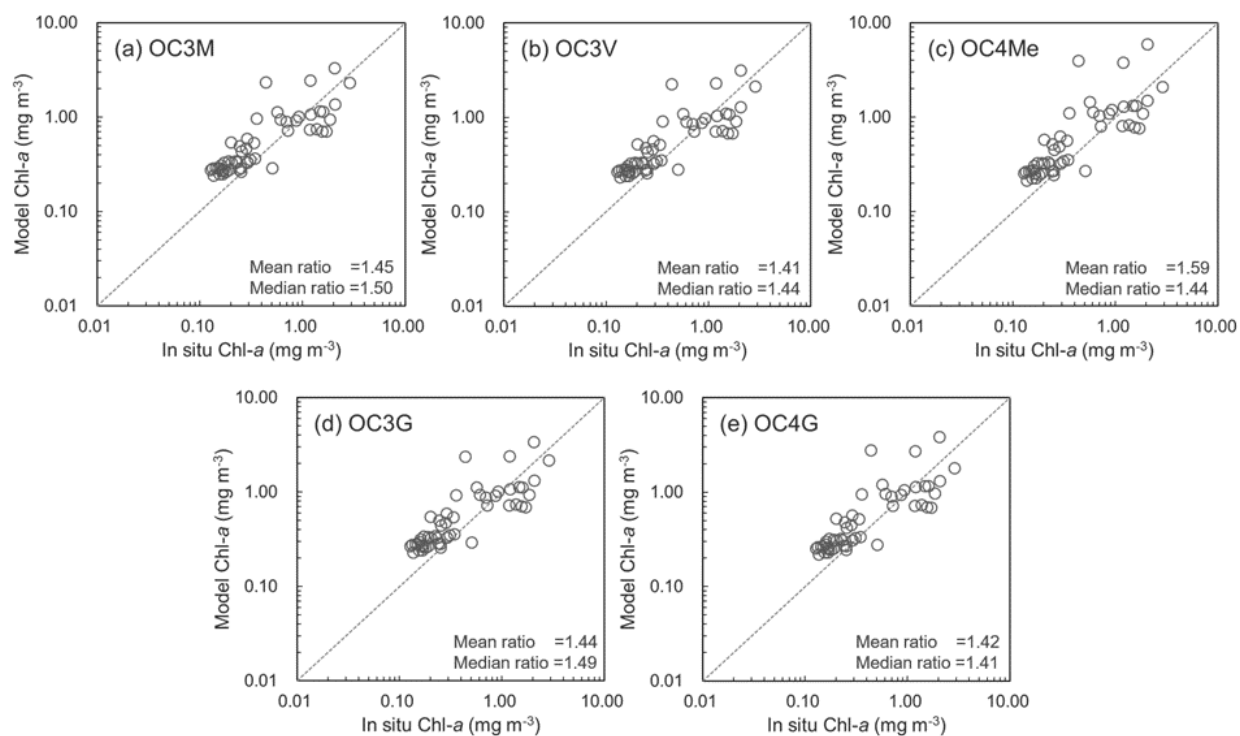 (a) OC3M
10.00
1.00
0.10
0.01
Model Chl-a (mg m-3)
Mean ratio =1.45
Median ratio =1.50
0.01 0.10 1.00 10.00
In situ Chl-a (mg m-3)
(b) OC3V
10.00
1.00
0.10
0.01
Model Chl-a (mg m-3)
Mean ratio =1.41
Median ratio =1.44
0.01 0.10 1.00 10.00
In situ Chl-a (mg m-3)
(c) OC4Me
10.00
1.00
0.10
0.01
Model Chl-a (mg m-3)
Mean ratio =1.59
Median ratio =1.44
0.01 0.10 1.00 10.00
In situ Chl-a (mg m-3)
(d) OC3G
10.00
1.00
0.10
0.01
Model Chl-a (mg m-3)
Mean ratio =1.44
Median ratio =1.49
0.01 0.10 1.00 10.00
In situ Chl-a (mg m-3)
(e) OC4G
10.00
1.00
0.10
0.01
Model Chl-a (mg m-3)
Mean ratio =1.42
Median ratio =1.41
0.01 0.10 1.00 10.00
In situ Chl-a (mg m-3)